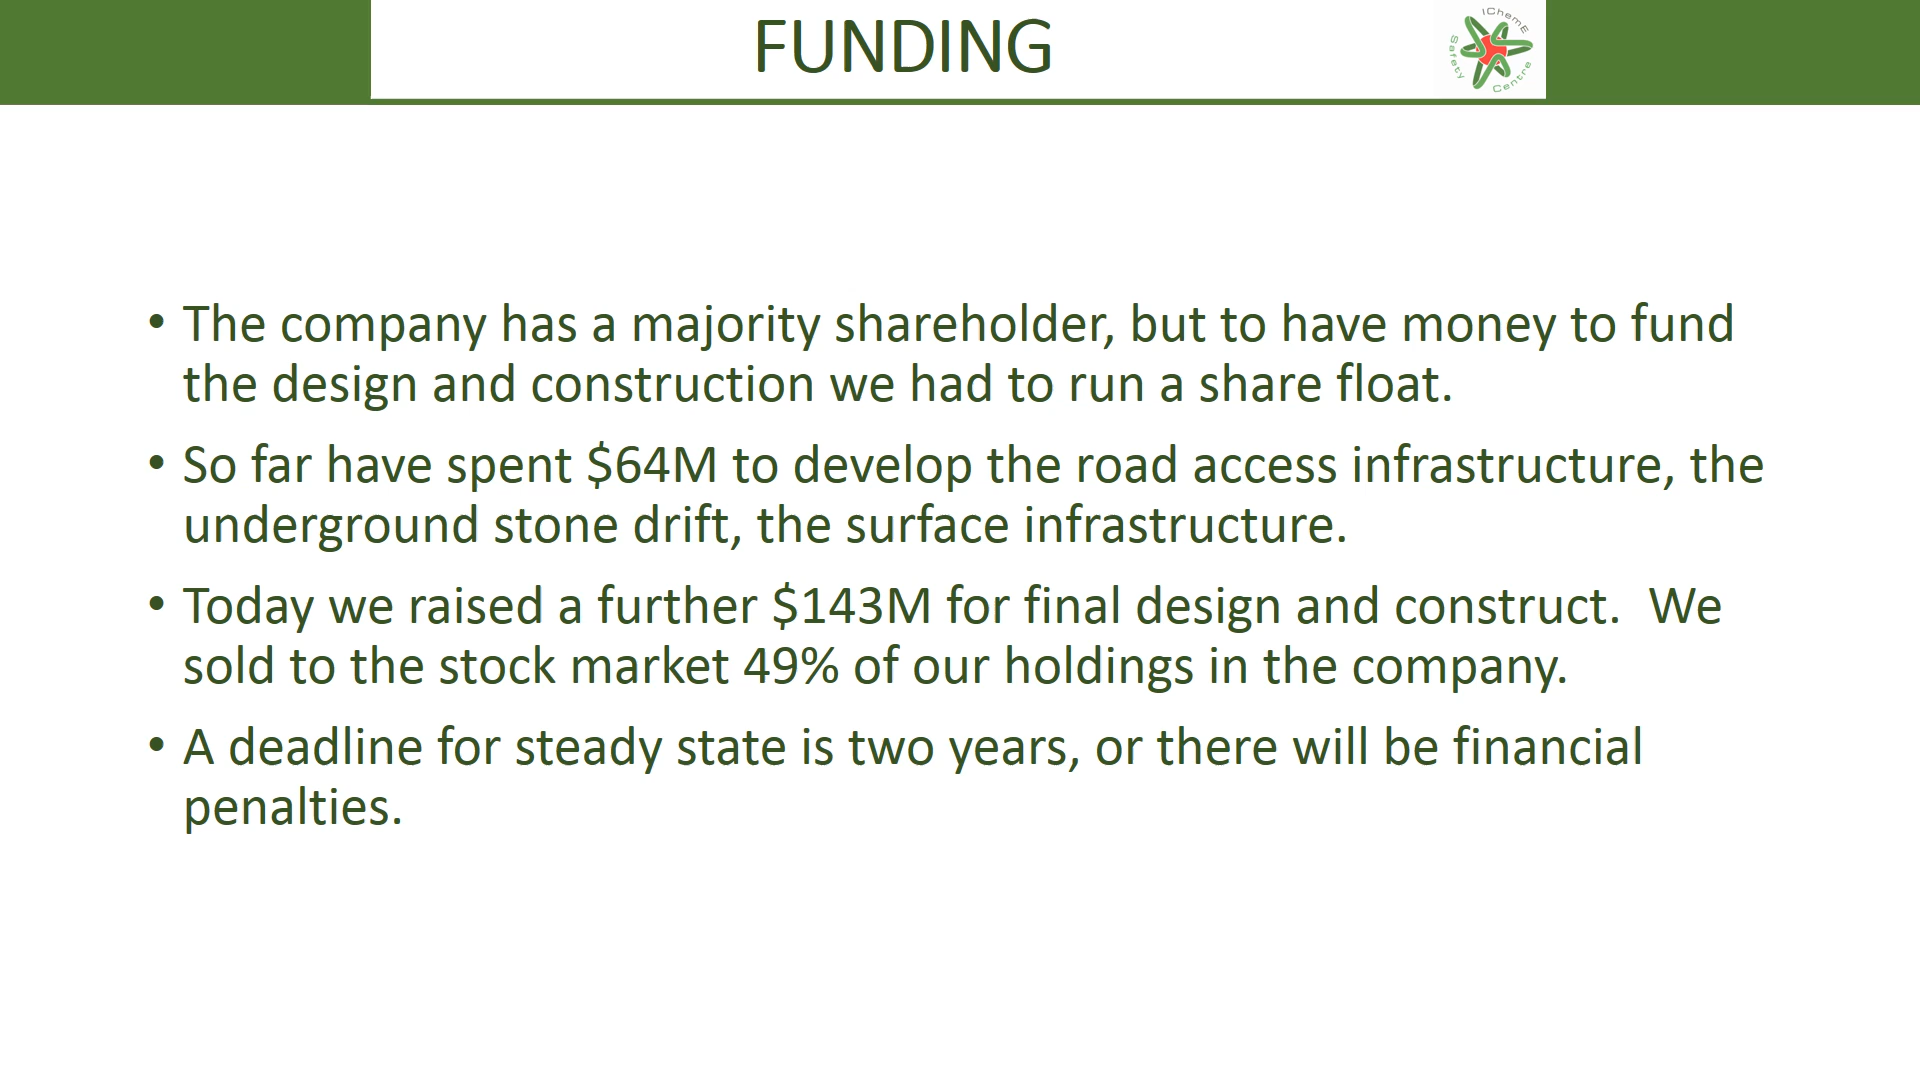 FUNDING
IChemE
Safety
Centre
• The company has a majority shareholder, but to have money to fund
the design and construction we had to run a share float.
• So far have spent $64M to develop the road access infrastructure, the
underground stone drift, the surface infrastructure.
• Today we raised a further $143M for final design and construct.  We
sold to the stock market 49% of our holdings in the company.
• A deadline for steady state is two years, or there will be financial
penalties.